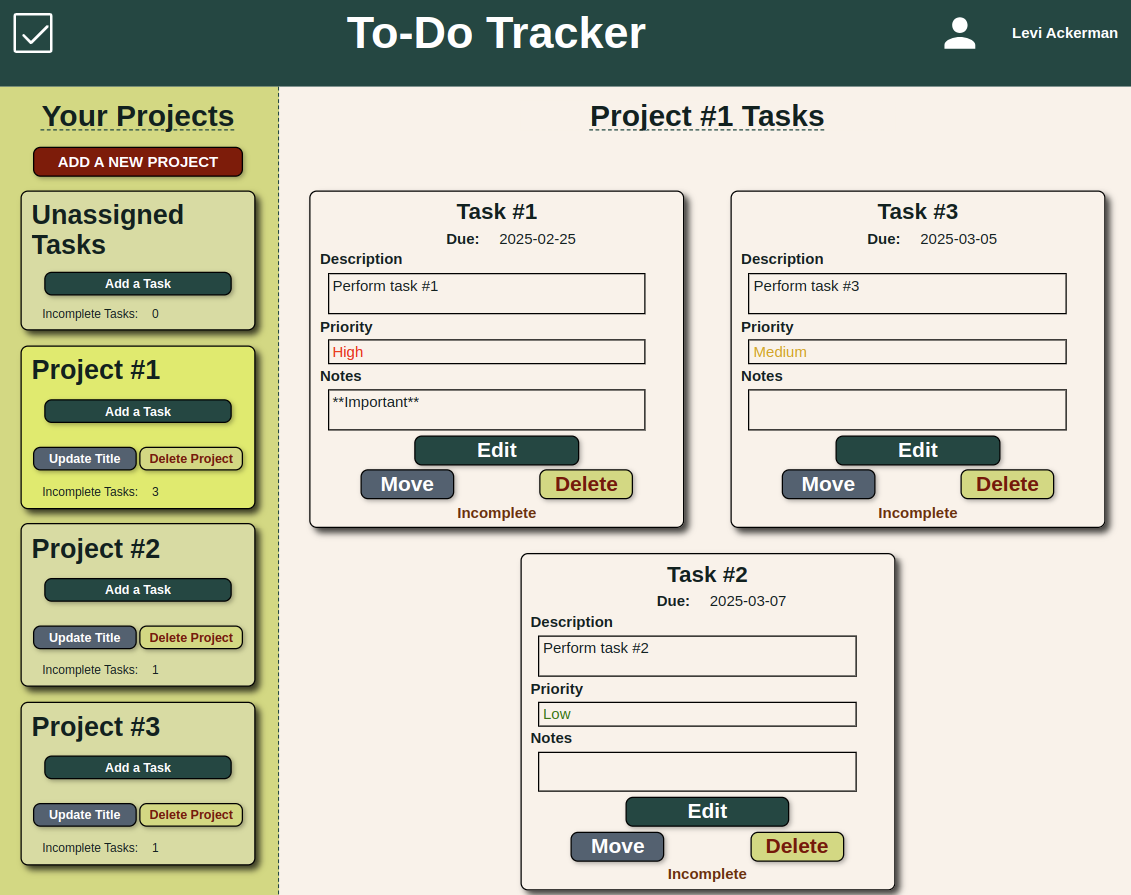 To-Do Tracker
Levi Ackerman
Your Projects
ADD A NEW PROJECT
Unassigned
Tasks
Add a Task
Incomplete Tasks: 0
Project #1
Add a Task
Update Title Delete Project
Incomplete Tasks: 3
Project #2
Add a Task
Update Title Delete Project
Incomplete Tasks: 1
Project #3
Add a Task
Update Title Delete Project
Incomplete Tasks: 1
Project #1 Tasks
Task #1
Due: 2025-02-25
Description
Perform task #1
Priority
High
Notes
**Important**
Edit
Move Delete
Incomplete
Task #3
Due: 2025-03-05
Description
Perform task #3
Priority
Medium
Notes
Edit
Move Delete
Incomplete
Task #2
Due: 2025-03-07
Description
Perform task #2
Priority
Low
Notes
Edit
Move Delete
Incomplete